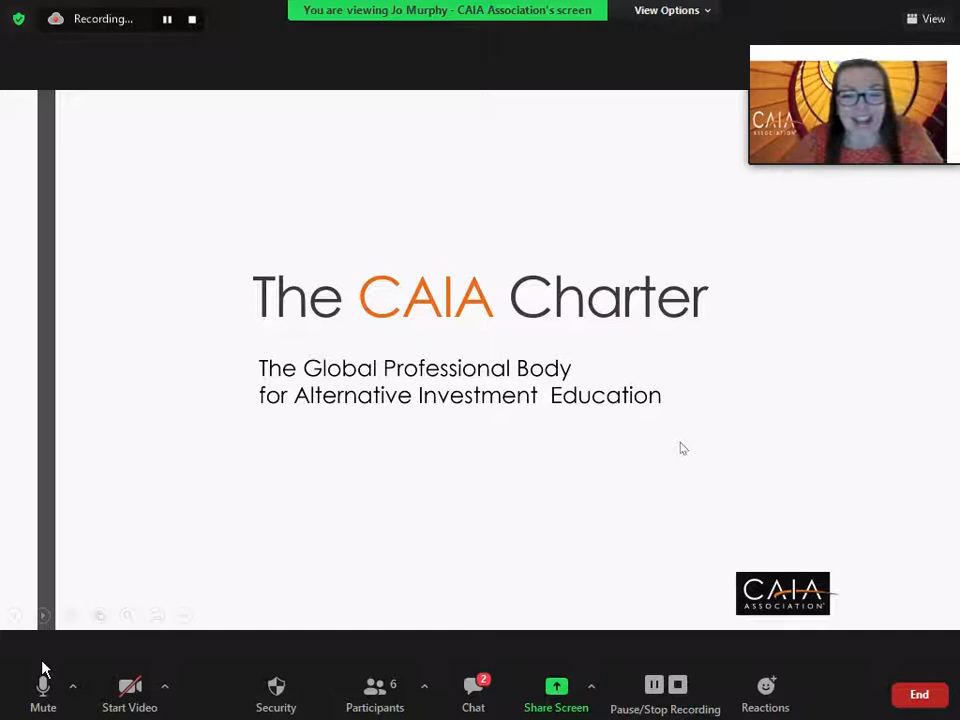 Recording...
You are viewing Jo Murphy - CAIA Association's screen
View Options
View
CAIA
ASSOCIATION
The CAIA Charter
The Global Professional Body
for Alternative Investment Education
CAIA
ASSOCIATION
Mute
Start Video
Security
Participants
6
Chat
2
Share Screen
Pause/Stop Recording
Reactions
End